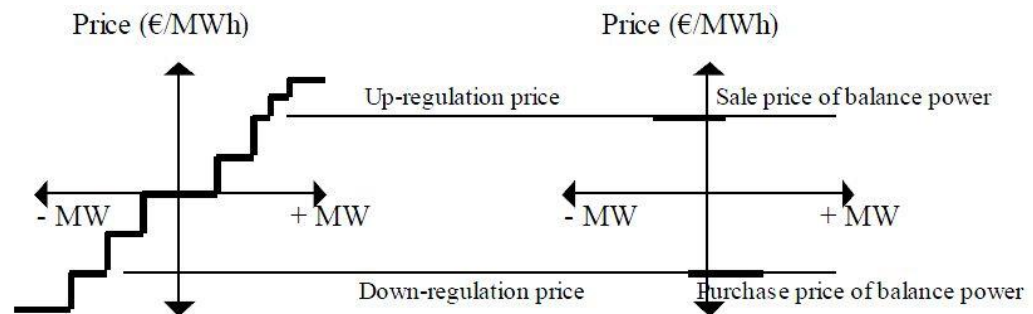 Price (€/MWh)
Price (€/MWh)
Up-regulation price
Sale price of balance power
- MW
+ MW
- MW
+ MW
Down-regulation price
Purchase price of balance power